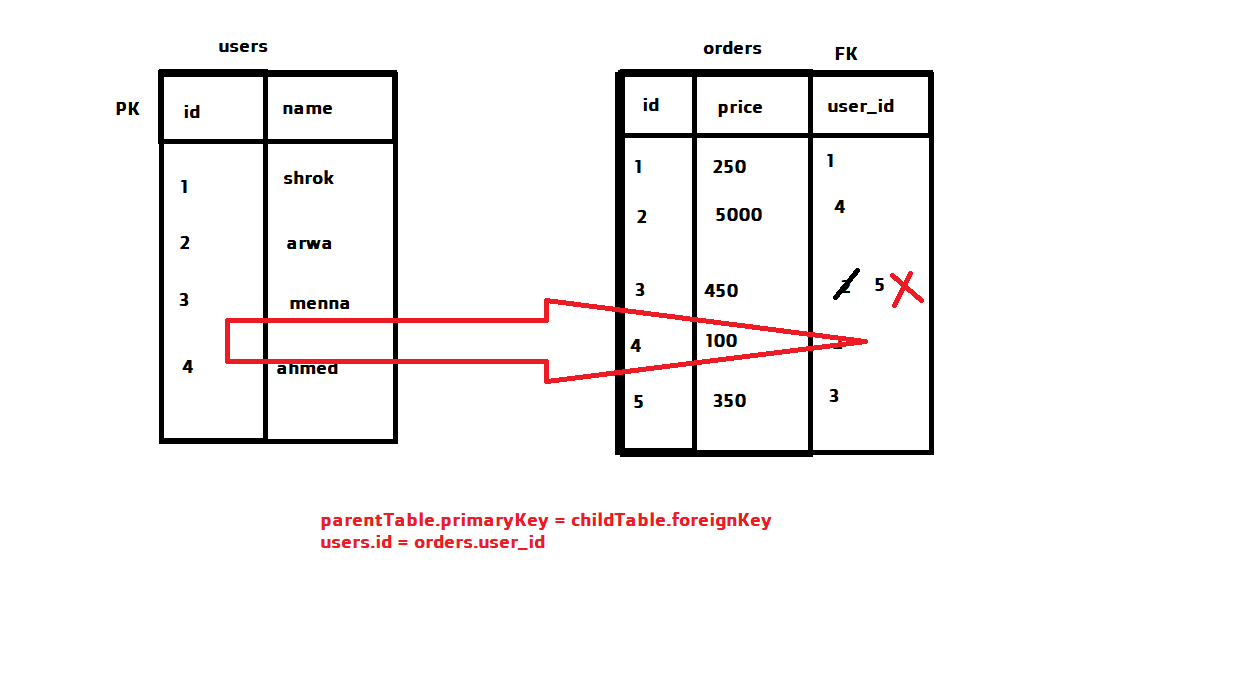 users
orders
FK
PK
id name
id price user_id
1 shrok
2 arwa
3 menna
4 ahmed
1 250 1
2 5000 4
3 450 5
4 100
5 350 3
parentTable.primaryKey = childTable.foreignKey
users.id = orders.user_id